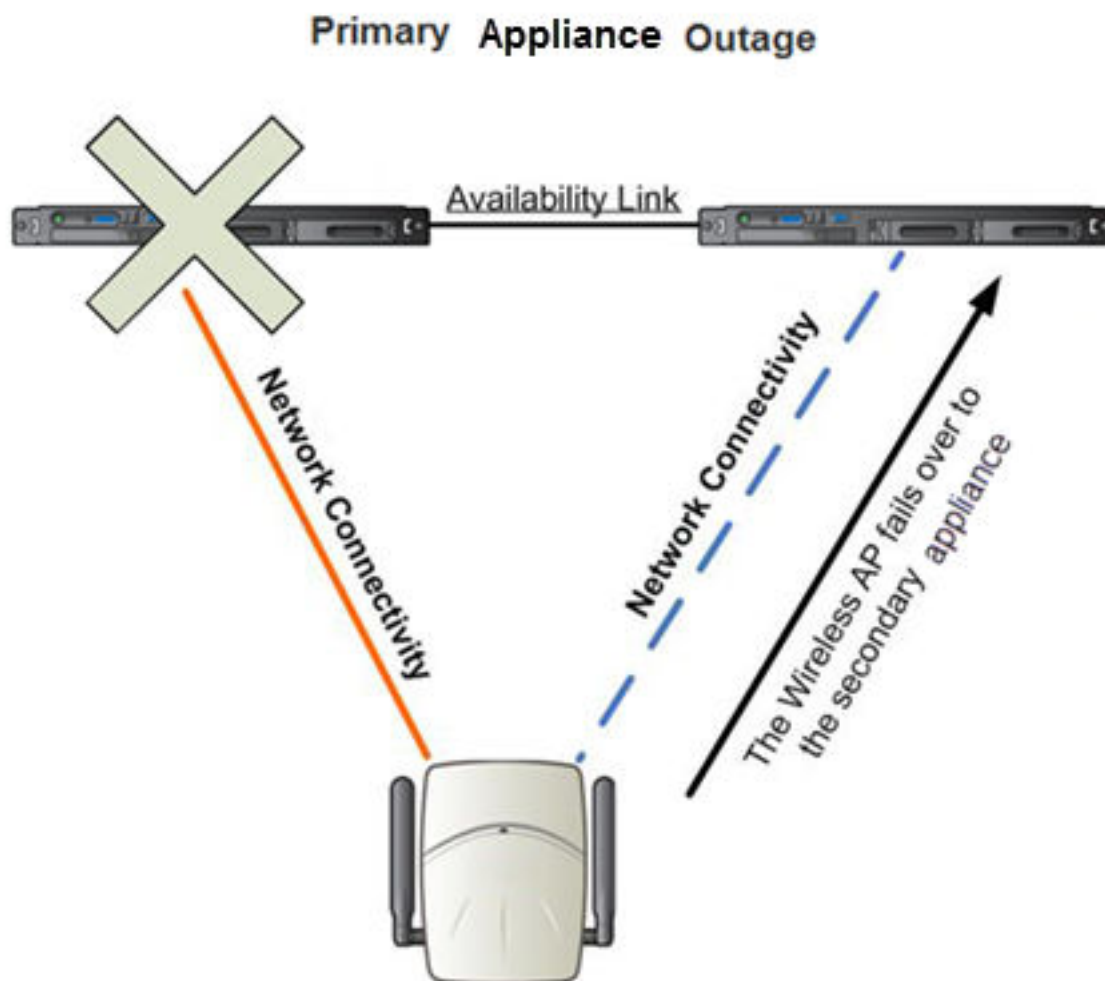 Primary Appliance Outage
Availability Link
Network Connectivity
Network Connectivity
The Wireless AP fails over to
the secondary appliance